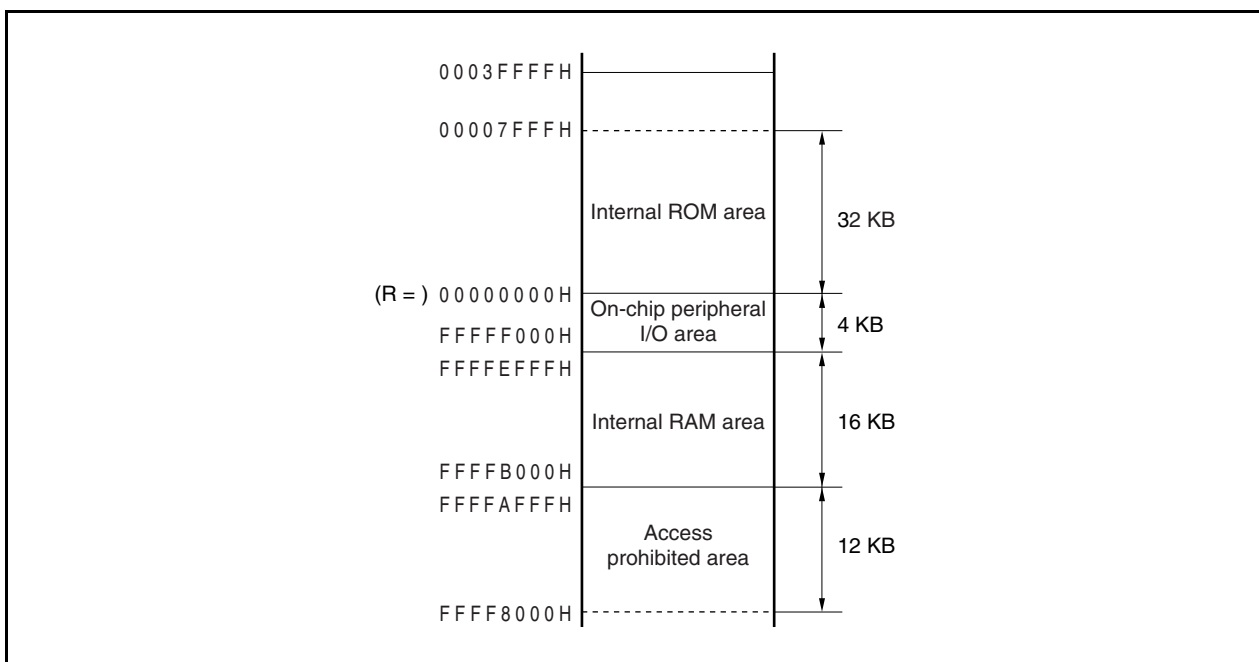 0003FFFFH
00007FFFH
Internal ROM area
32 KB
(R = ) 00000000H
On-chip peripheral
I/O area
4 KB
FFFFF000H
FFFFEFFFH
Internal RAM area
16 KB
FFFFB000H
FFFFAFFFH
Access
prohibited area
12 KB
FFFF8000H